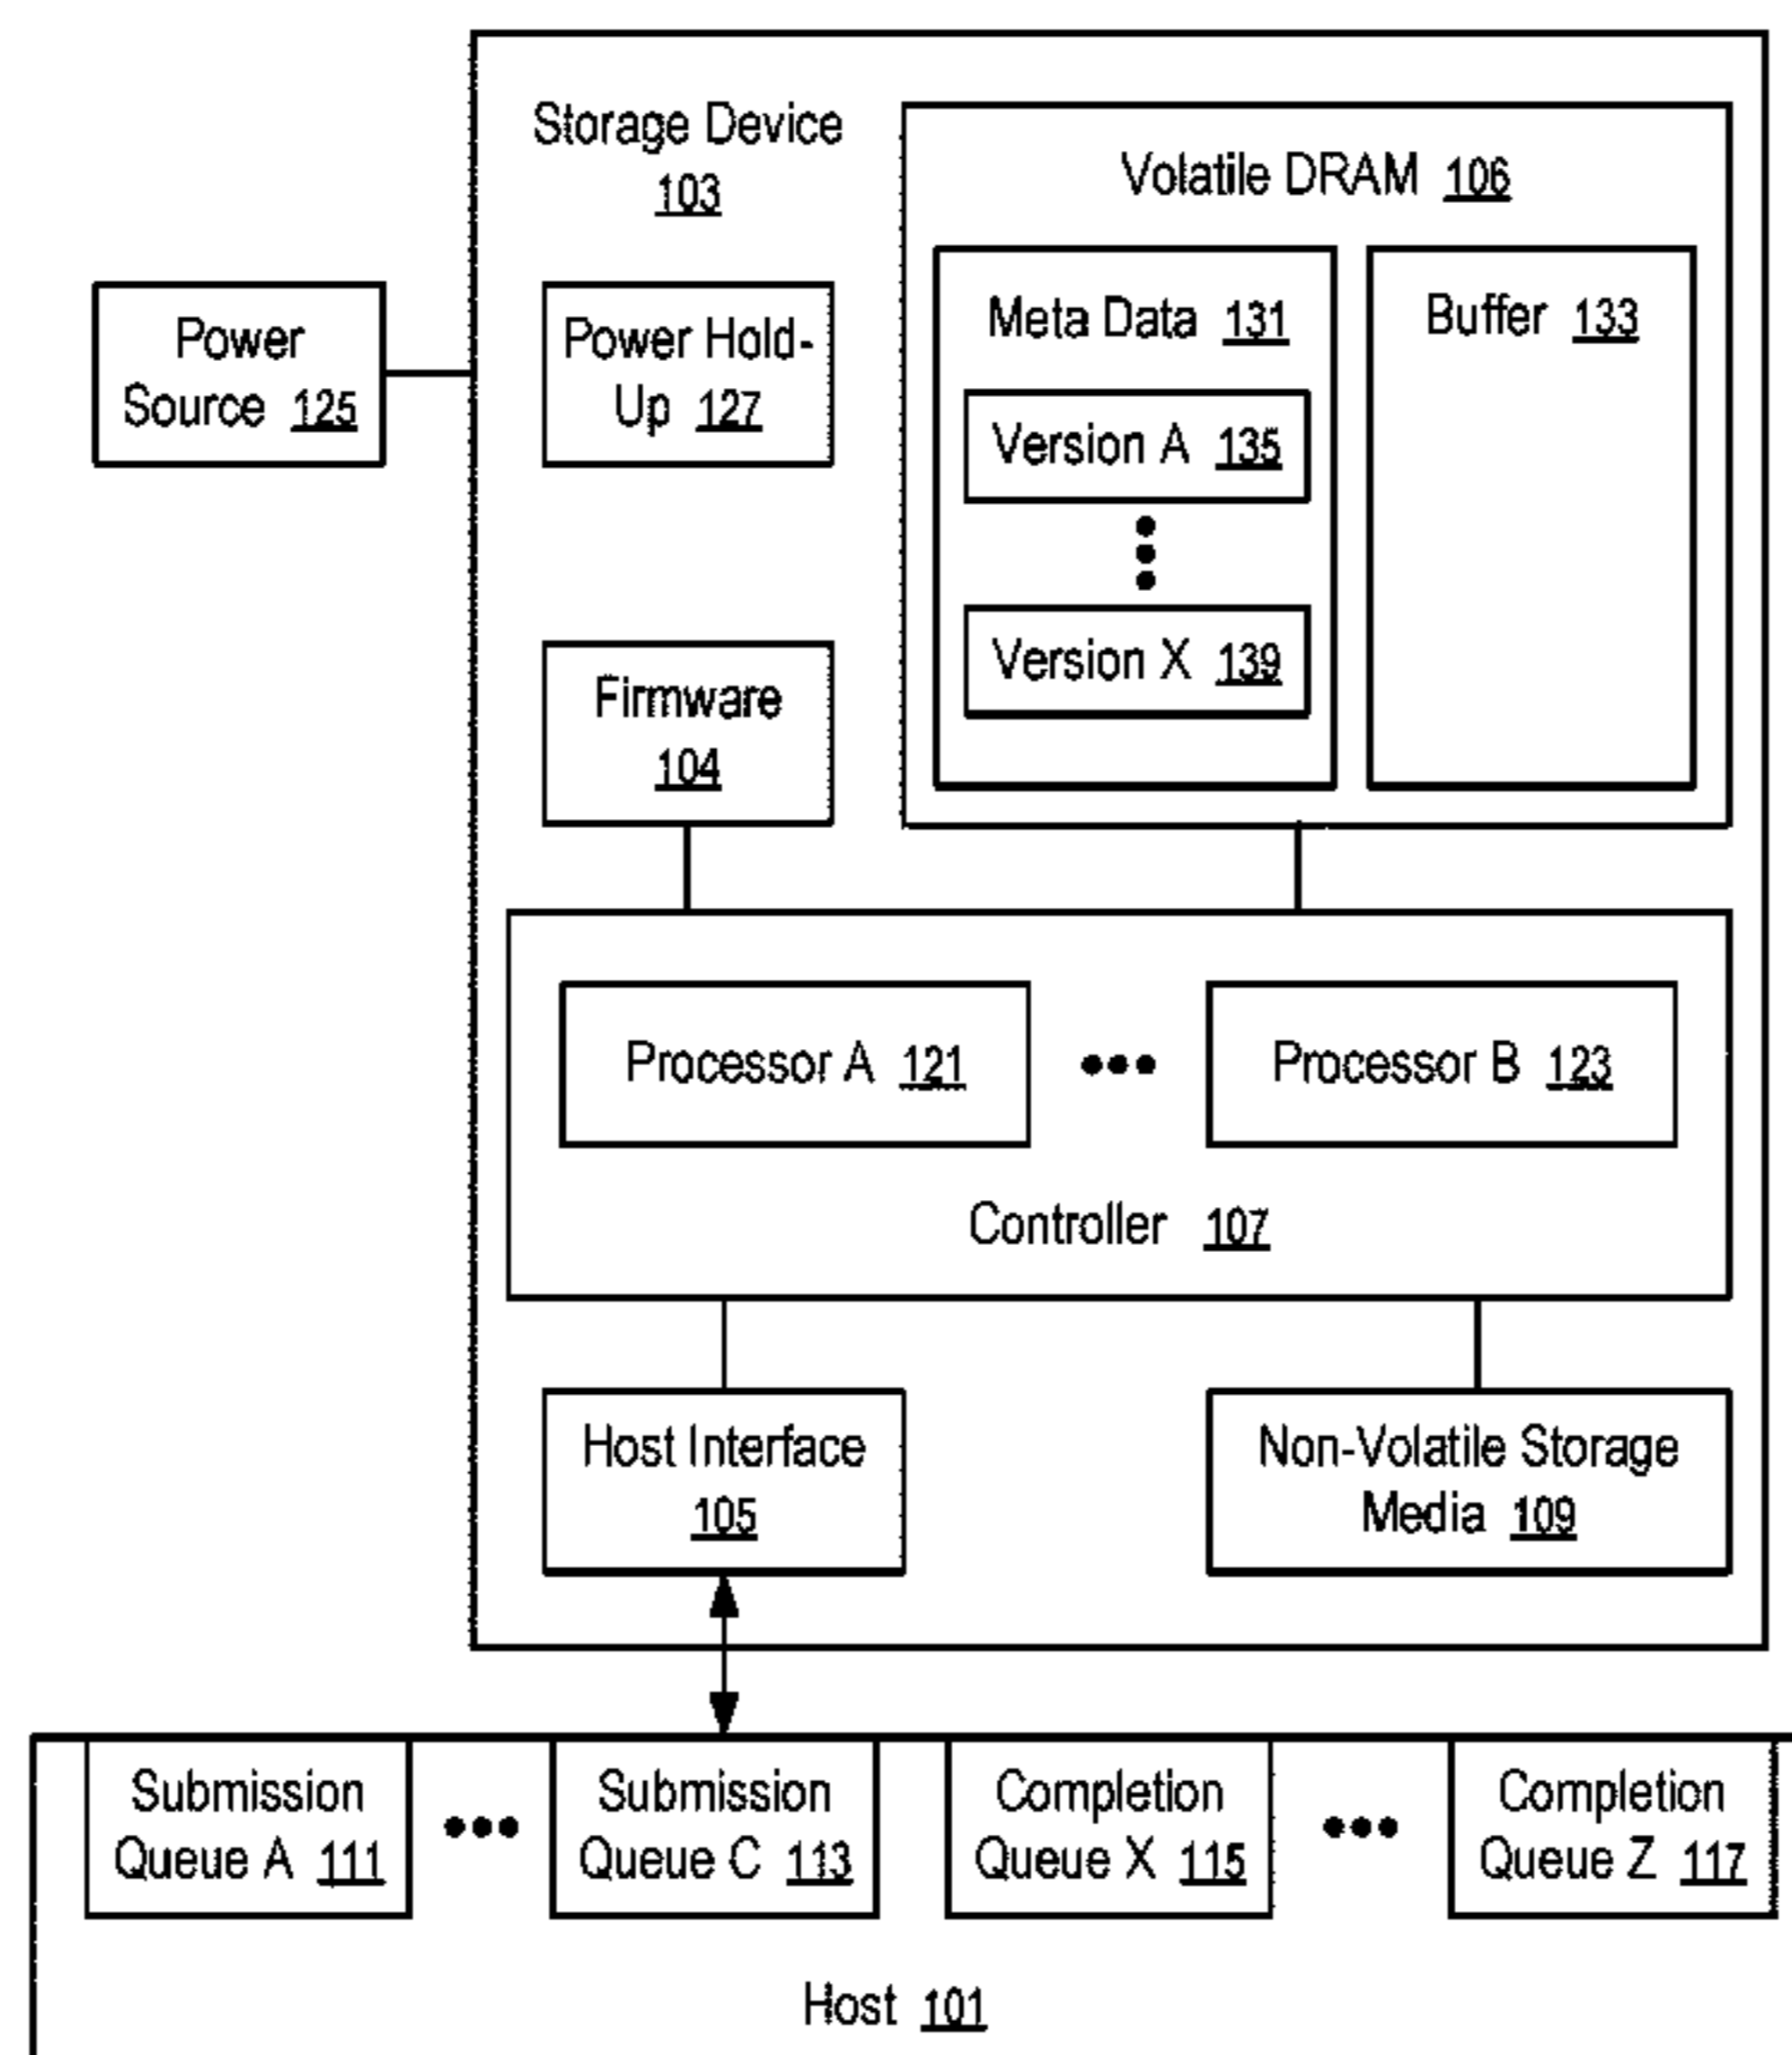 Storage Device
103
Volatile DRAM 106
Power
Source 125
Power Hold-
Up 127
Meta Data 131
Buffer 133
Version A 135
Version X 139
Firmware
104
Processor A 121
Processor B 123
Controller 107
Host Interface
105
Non-Volatile Storage
Media 109
Submission
Queue A 111
Submission
Queue C 113
Completion
Queue X 115
Completion
Queue Z 117
Host 101